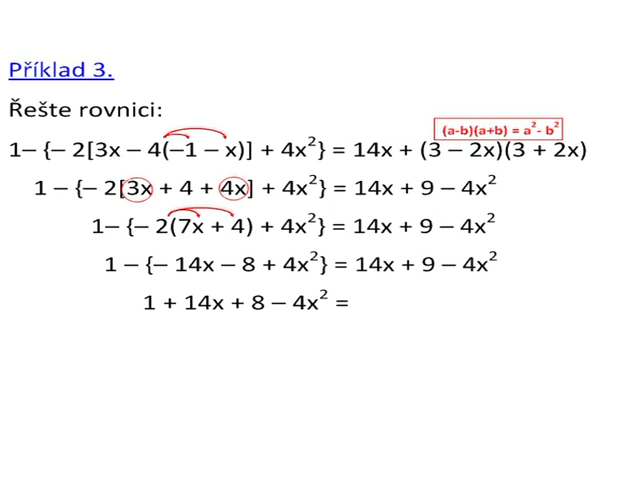 Příklad 3.
Řešte rovnici:
(a-b)(a+b) = a²- b²
1– {– 2[3x – 4(–1 – x)] + 4x²} = 14x + (3 – 2x)(3 + 2x)
1 – {– 2[3x + 4 + 4x] + 4x²} = 14x + 9 – 4x²
1– {– 2(7x + 4) + 4x²} = 14x + 9 – 4x²
1 – {– 14x – 8 + 4x²} = 14x + 9 – 4x²
1 + 14x + 8 – 4x² =